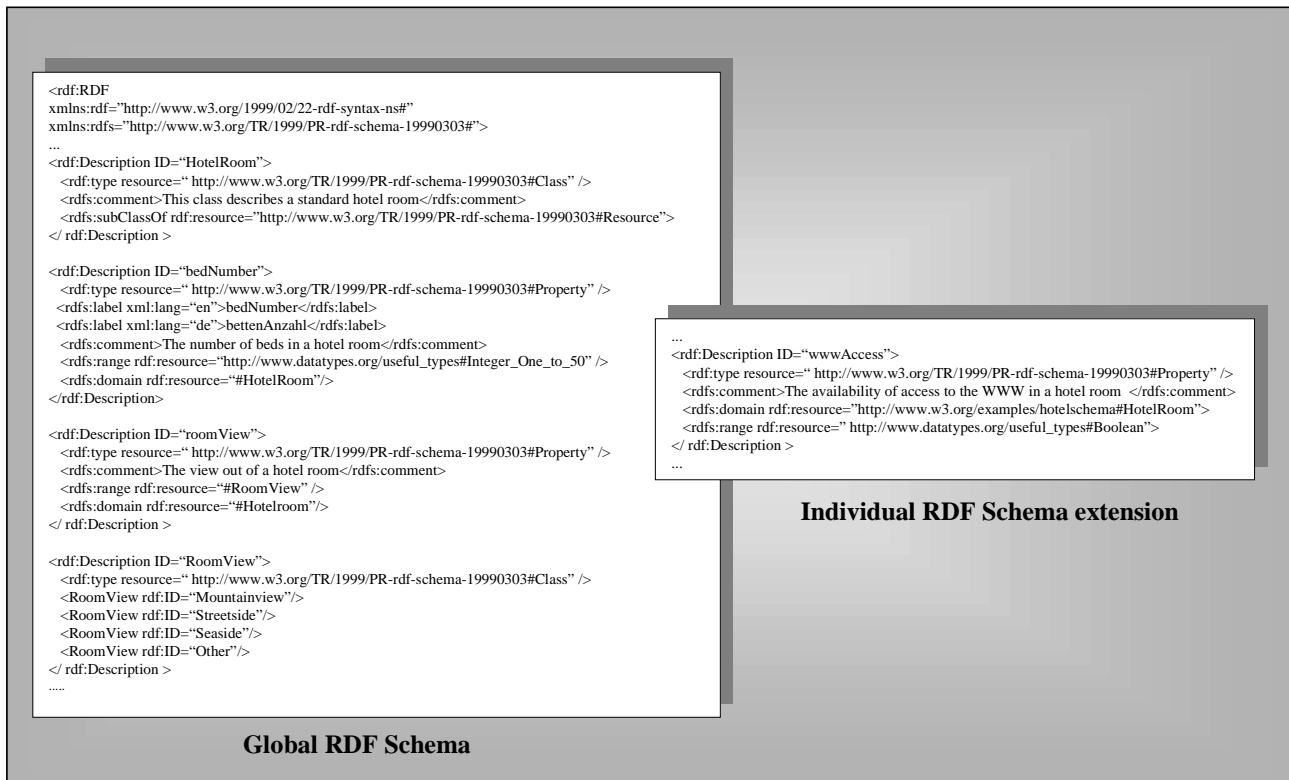 <rdf:RDF
xmlns:rdf=”http://www.w3.org/1999/02/22-rdf-syntax-ns#”
xmlns:rdfs=”http://www.w3.org/TR/1999/PR-rdf-schema-19990303#”>
...
<rdf:Description ID=“HotelRoom”>
<rdf:type resource=“ http://www.w3.org/TR/1999/PR-rdf-schema-19990303#Class” />
<rdfs:comment>This class describes a standard hotel room</rdfs:comment>
<rdfs:subClassOf rdf:resource=”http://www.w3.org/TR/1999/PR-rdf-schema-19990303#Resource”>
</ rdf:Description >
<rdf:Description ID=“bedNumber”>
<rdf:type resource=“ http://www.w3.org/TR/1999/PR-rdf-schema-19990303#Property” />
<rdfs:label xml:lang=“en”>bedNumber</rdfs:label>
<rdfs:label xml:lang=“de”>bettenAnzahl</rdfs:label>
<rdfs:comment>The number of beds in a hotel room</rdfs:comment>
<rdfs:range rdf:resource=“http://www.datatypes.org/useful_types#Integer_One_to_50” />
<rdfs:domain rdf:resource=“#HotelRoom”/>
</rdf:Description>
<rdf:Description ID=“roomView”>
<rdf:type resource=“ http://www.w3.org/TR/1999/PR-rdf-schema-19990303#Property” />
<rdfs:comment>The view out of a hotel room</rdfs:comment>
<rdfs:range rdf:resource=“#RoomView” />
<rdfs:domain rdf:resource=“#Hotelroom”/>
</ rdf:Description >
<rdf:Description ID=“RoomView”>
<rdf:type resource=“ http://www.w3.org/TR/1999/PR-rdf-schema-19990303#Class” />
<RoomView rdf:ID=“Mountainview”/>
<RoomView rdf:ID=“Streetside”/>
<RoomView rdf:ID=“Seaside”/>
<RoomView rdf:ID=“Other”/>
</ rdf:Description >
.....
Global RDF Schema
...
<rdf:Description ID=“wwwAccess”>
<rdf:type resource=“ http://www.w3.org/TR/1999/PR-rdf-schema-19990303#Property” />
<rdfs:comment>The availability of access to the WWW in a hotel room </rdfs:comment>
<rdfs:domain rdf:resource=”http://www.w3.org/examples/hotelschema#HotelRoom”>
<rdfs:range rdf:resource=” http://www.datatypes.org/useful_types#Boolean”>
</ rdf:Description >
...
Individual RDF Schema extension